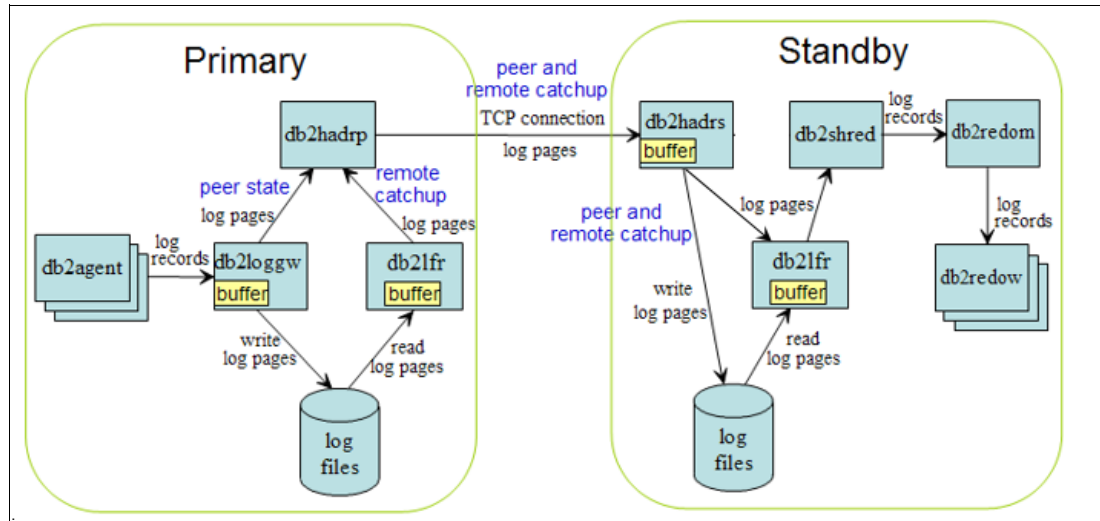 Primary
Standby
peer and
remote catchup
TCP connection
log pages
db2hadrp
db2hadrs
buffer
db2shred
log
records
db2redom
peer state
log pages
remote
catchup
log pages
peer and
remote catchup
log pages
log
records
db2agent
log
records
db2loggw
buffer
db2lfr
buffer
db2lfr
buffer
db2redow
write
log pages
read
log pages
write
log pages
read
log pages
log
files
log
files